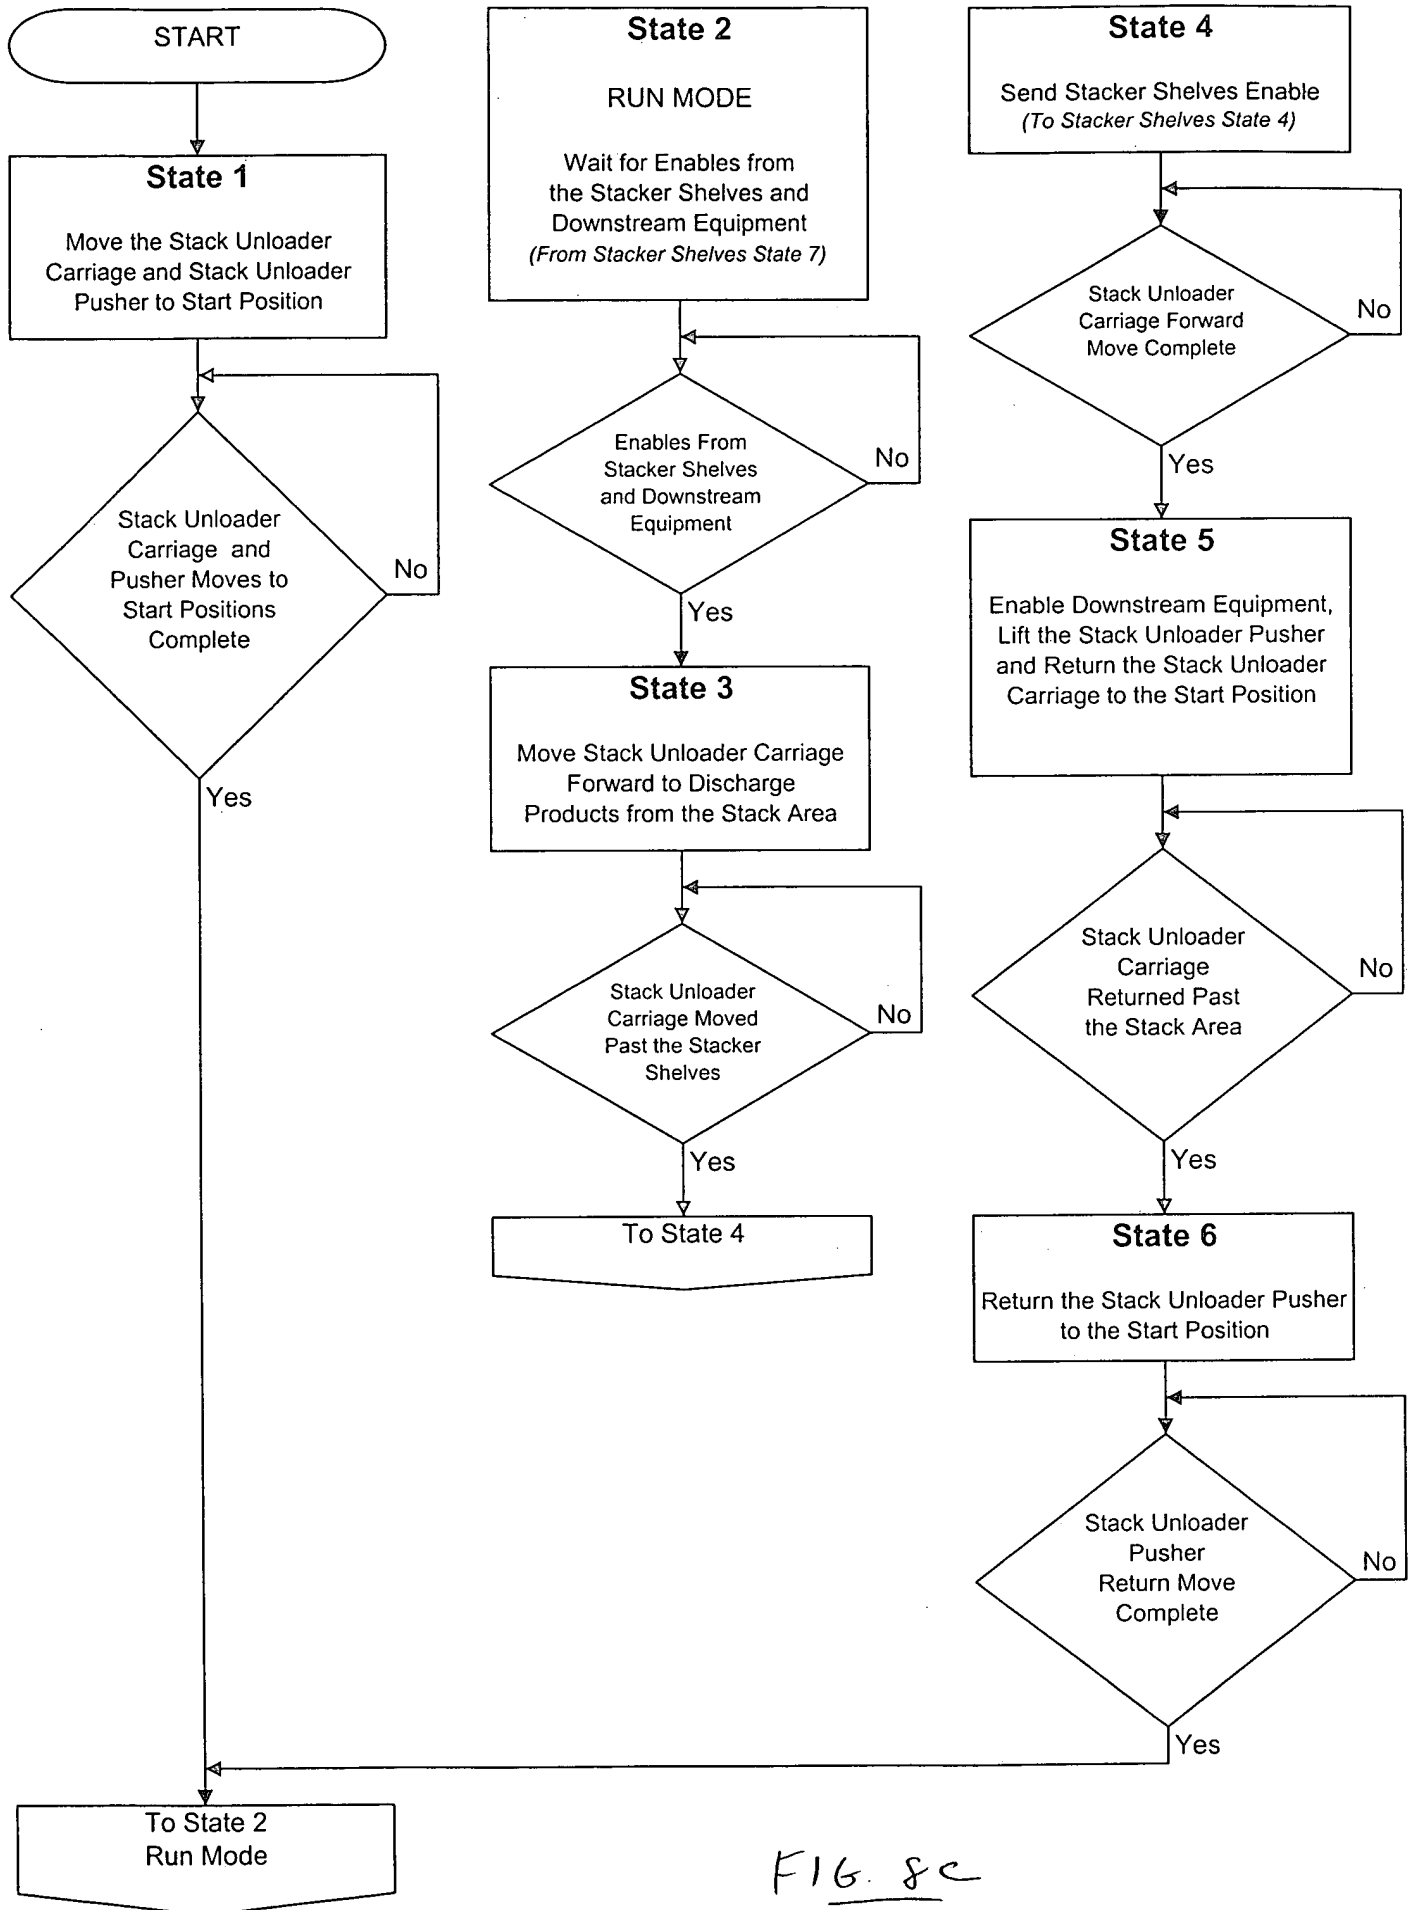 START
State 1
Move the Stack Unloader
Carriage and Stack Unloader
Pusher to Start Position
Stack Unloader
Carriage and
Pusher Moves to
Start Positions
Complete
No
Yes
To State 2
Run Mode
State 2
RUN MODE
Wait for Enables from
the Stacker Shelves and
Downstream Equipment
(From Stacker Shelves State 7)
Enables From
Stacker Shelves
and Downstream
Equipment
No
Yes
State 3
Move Stack Unloader Carriage
Forward to Discharge
Products from the Stack Area
Stack Unloader
Carriage Moved
Past the Stacker
Shelves
No
Yes
To State 4
State 4
Send Stacker Shelves Enable
(To Stacker Shelves State 4)
Stack Unloader
Carriage Forward
Move Complete
No
Yes
State 5
Enable Downstream Equipment,
Lift the Stack Unloader Pusher
and Return the Stack Unloader
Carriage to the Start Position
Stack Unloader
Carriage
Returned Past
the Stack Area
No
Yes
State 6
Return the Stack Unloader Pusher
to the Start Position
Stack Unloader
Pusher
Return Move
Complete
No
Yes
FIG. 8c